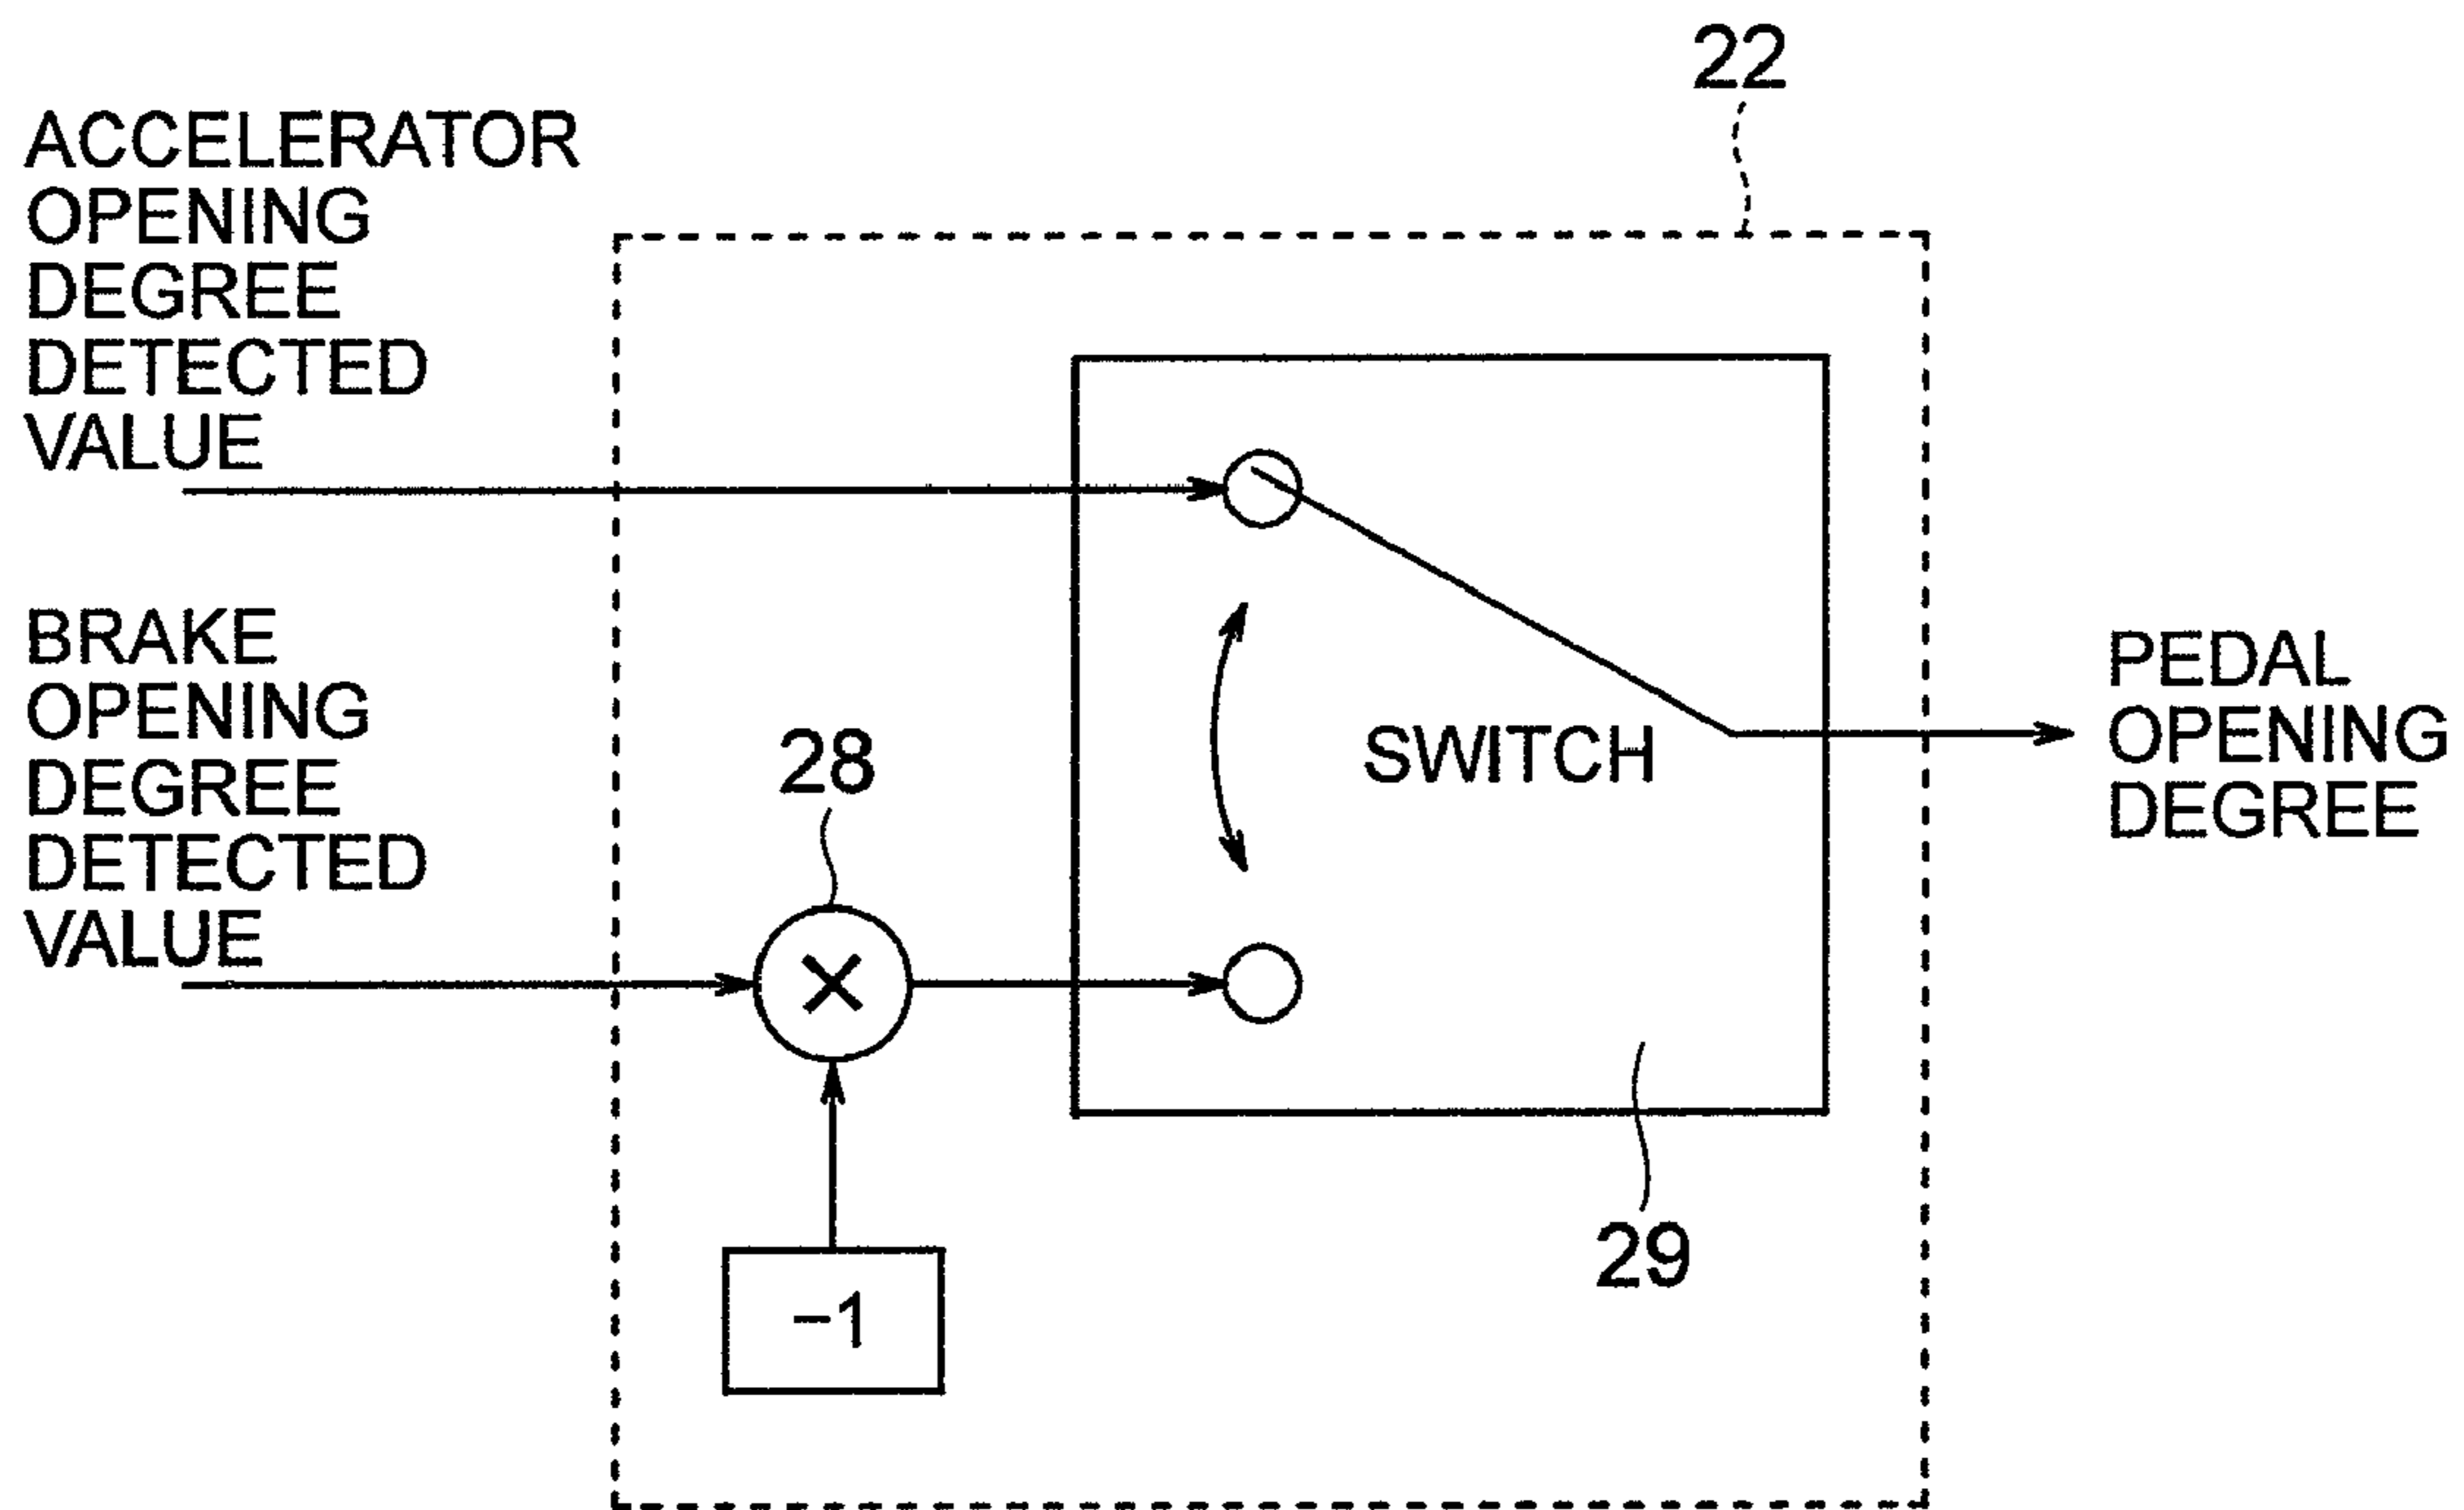 22
ACCELERATOR
OPENING
DEGREE
DETECTED
VALUE
BRAKE
OPENING
DEGREE
DETECTED
VALUE
28
SWITCH
PEDAL
OPENING
DEGREE
29
−1